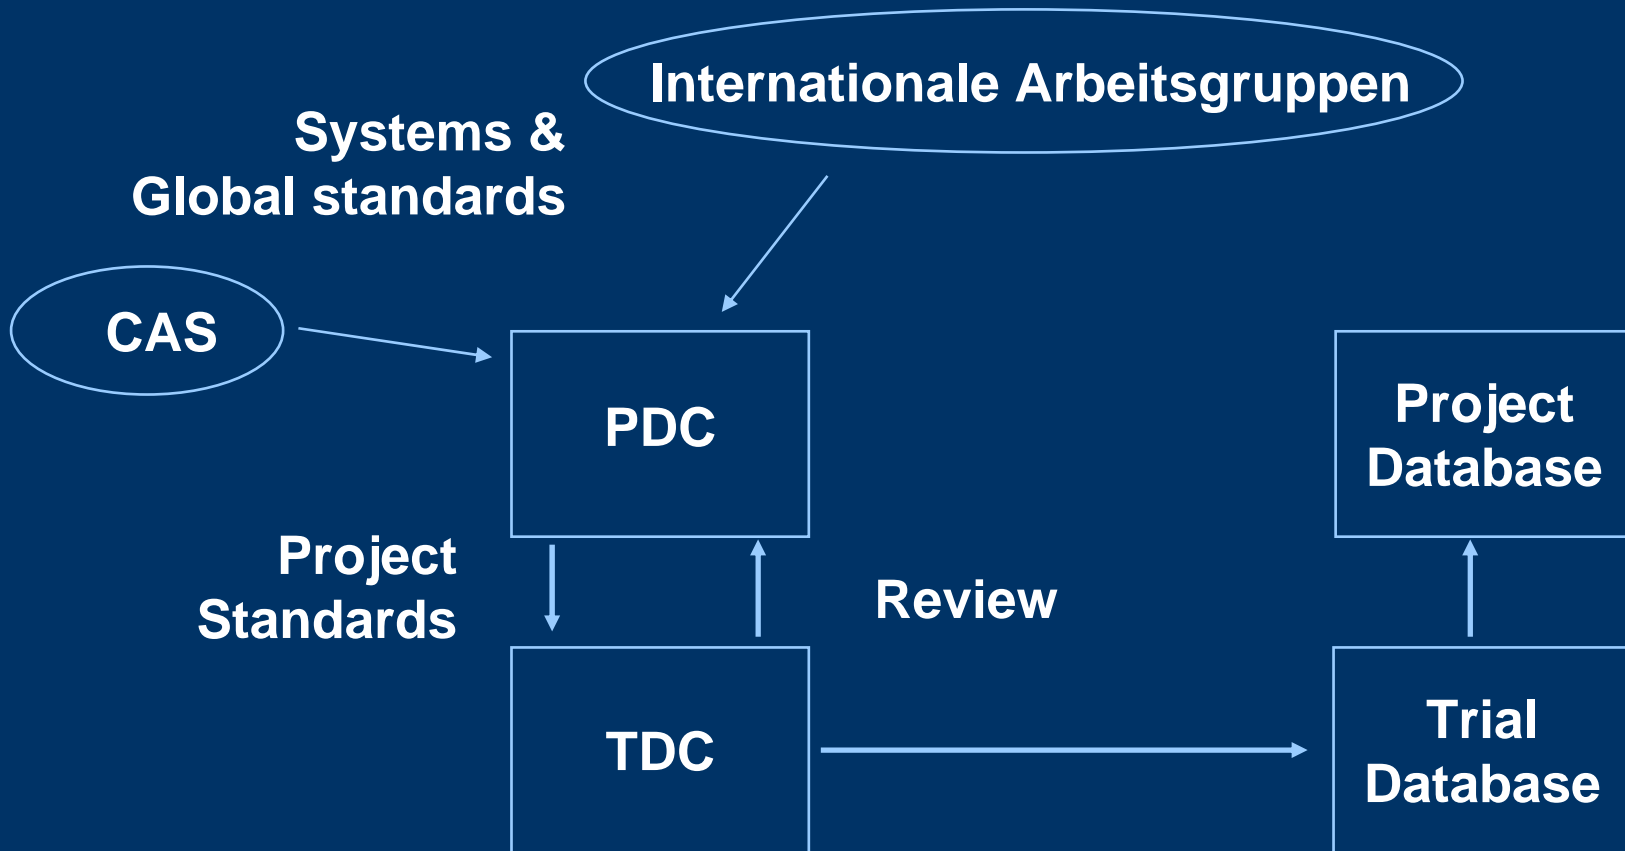 Internationale Arbeitsgruppen
Systems &
Global standards
CAS
PDC
Project
Database
Project
Standards
Review
TDC
Trial
Database